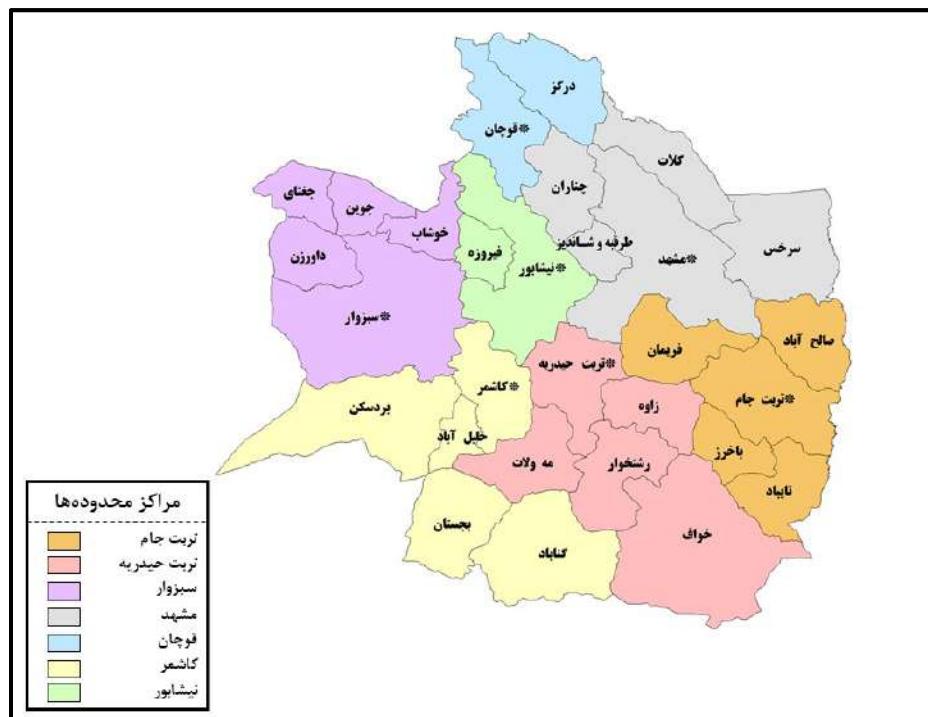 درگز
*قوچان
کلات
چناران
جغتای
جوین
خوشاب
طرقبه و شاندیز
سرخس
داورزن
فیروزه
*نیشابور
*مشهد
*سبزوار
صالح آباد
فریمان
*تربت حیدریه
*کاشمر
بردسکن
*تربت جام
زاوه
خلیل آباد
باخرز
مه ولات
رشتخوار
تایباد
بجستان
خواف
گناباد
مراکز محدوده‌ها
تربت جام
تربت حیدریه
سبزوار
مشهد
قوچان
کاشمر
نیشابور